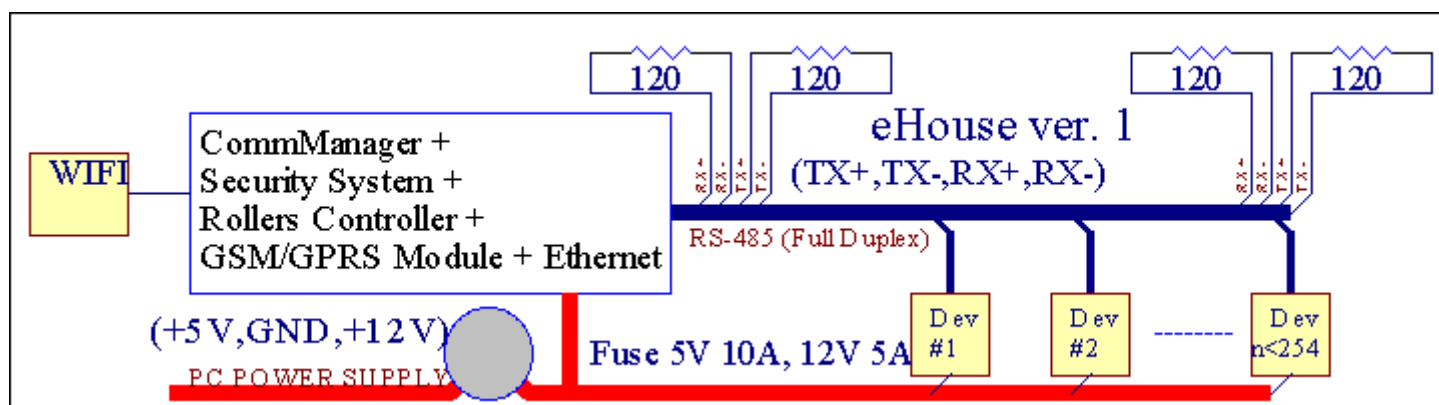 120
120
120
120
RX+
RX-
TX+
TX-
RX+
RX-
TX+
TX-
eHouse ver. 1
(TX+,TX-,RX+,RX-)
WIFI
CommManager +
Security System +
Rollers Controller +
GSM/GPRS Module + Ethernet
RS-485 (Full Duplex)
Dev
#1
Dev
#2
Dev
n<254
(+5V,GND,+12V)
PC POWER SUPPLY
Fuse 5V 10A, 12V 5A